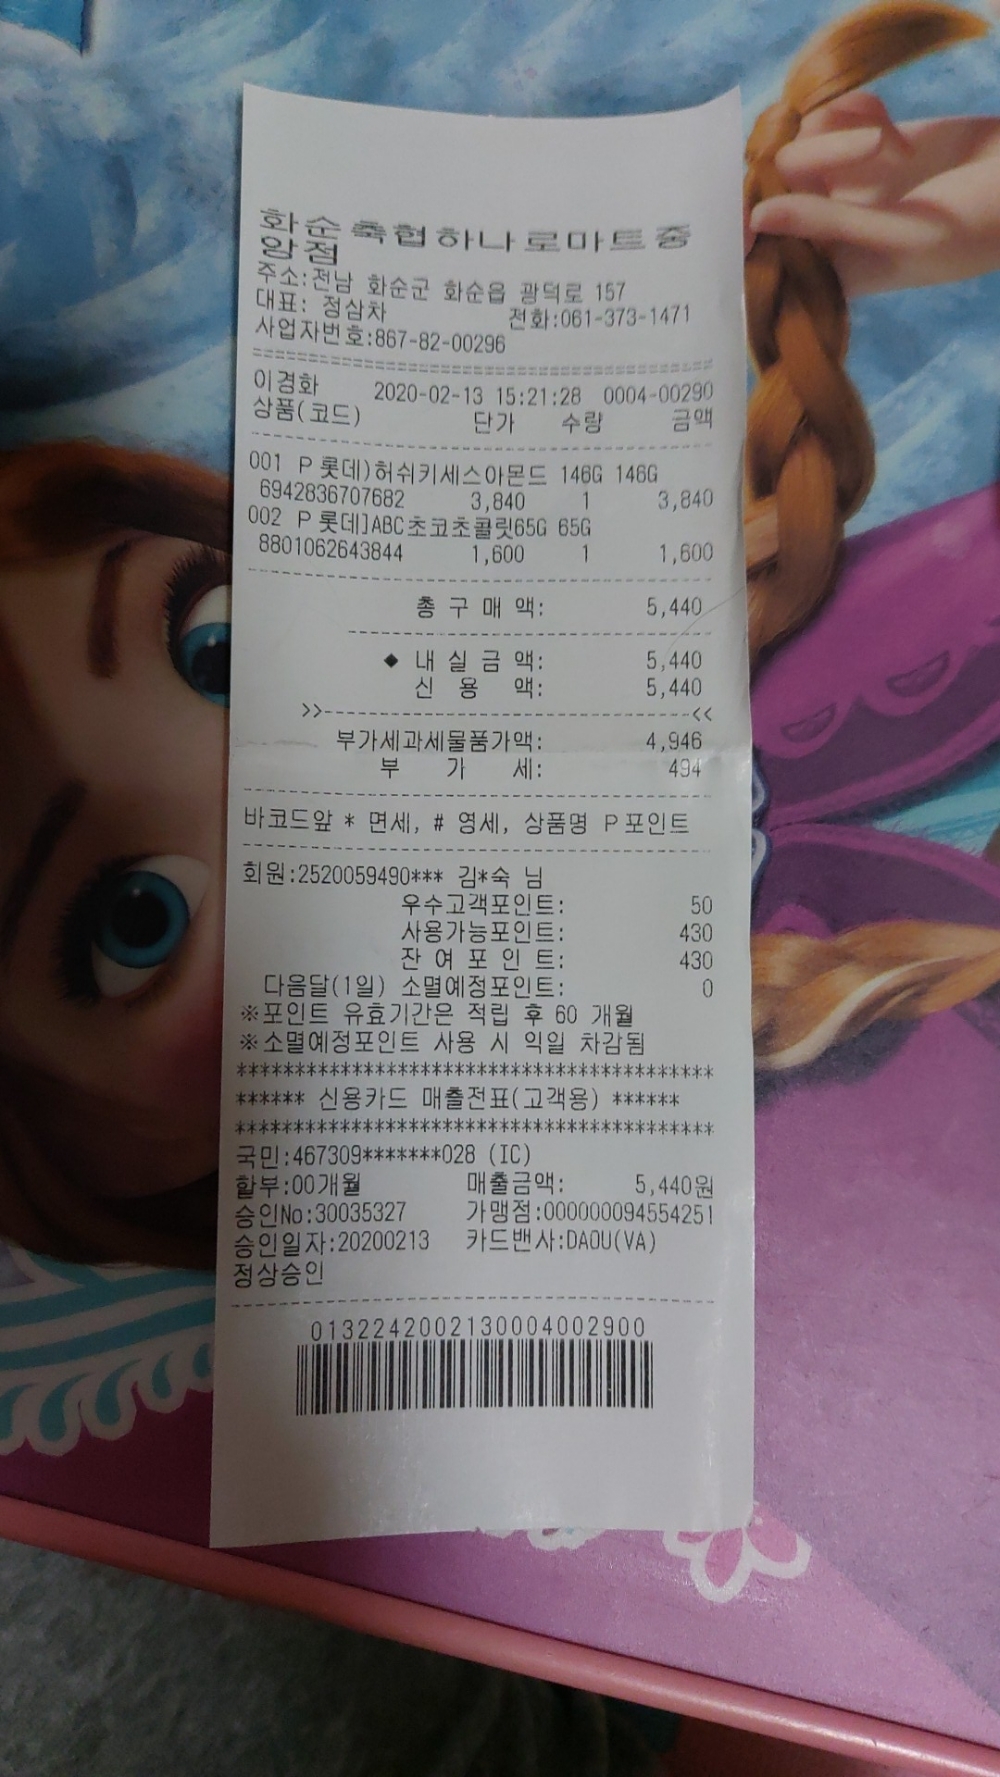 화순축협하나로마트중
앙점
주소:전남 화순군 화순읍 광덕로 157
대표: 정삼차 전화:061-373-1471
사업자번호:867-82-00296
==========================================
이경화 2020-02-13 15:21:28 0004-00290
상품(코드) 단가 수량 금액
------------------------------------------
001 P 롯데)허쉬키세스아몬드 146G 146G
6942836707682 3,840 1 3,840
002 P 롯데]ABC초코초콜릿65G 65G
8801062643844 1,600 1 1,600
------------------------------------------
총 구 매 액: 5,440
--------------------------------
◆ 내 실 금 액: 5,440
신 용 액: 5,440
>>----------------------------------<<
부가세과세물품가액: 4,946
부 가 세: 494
------------------------------------------
바코드앞 * 면세, # 영세, 상품명 P 포인트
------------------------------------------
회원:2520059490*** 김*숙 님
우수고객포인트: 50
사용가능포인트: 430
잔 여 포 인 트: 430
다음달(1일) 소멸예정포인트: 0
※포인트 유효기간은 적립 후 60 개월
※소멸예정포인트 사용 시 익일 차감됨
******************************************
****** 신용카드 매출전표(고객용) ******
******************************************
국민:467309*******028 (IC)
할부:00개월 매출금액: 5,440원
승인No:30035327 가맹점:000000094554251
승인일자:20200213 카드밴사:DAOU(VA)
정상승인
------------------------------------------
0132242002130004002900